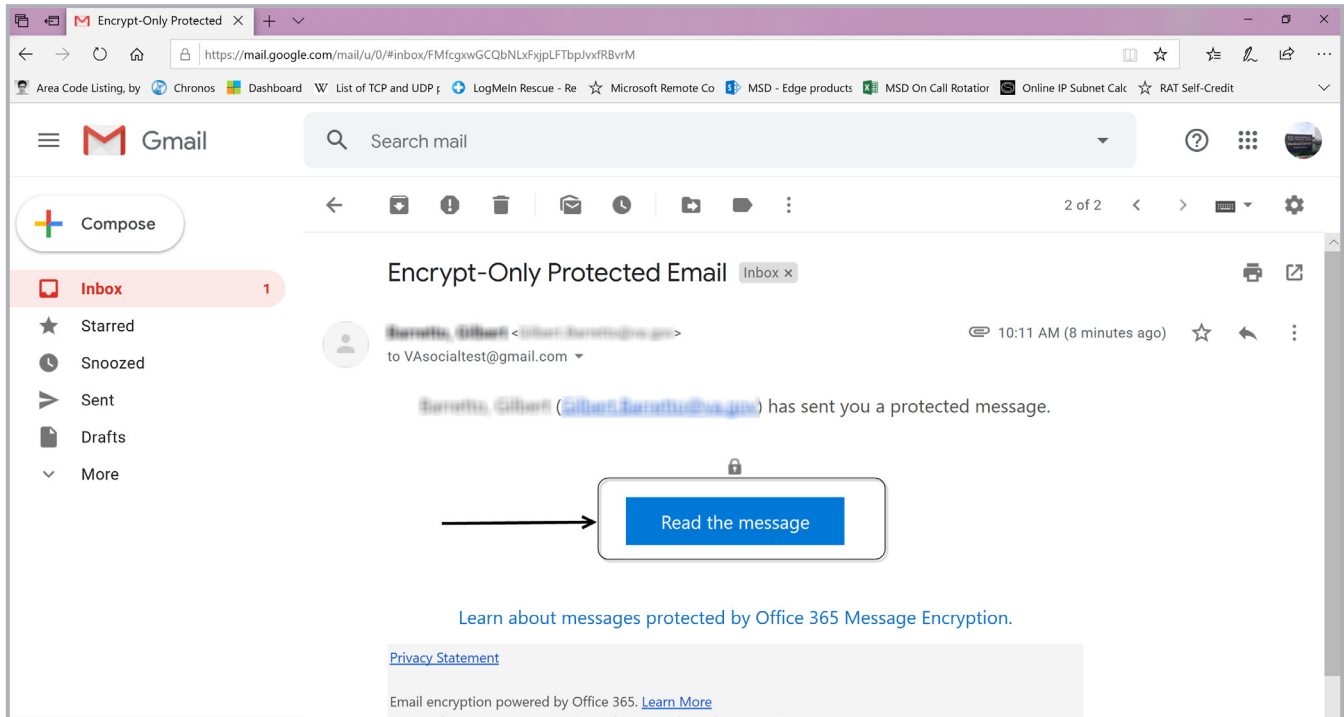 Encrypt-Only Protected
https://mail.google.com/mail/u/0/#inbox/FMfcgxwGCQbNLxFxjpLFTbpJvxfRBvrM
Area Code Listing, by Chronos Dashboard W List of TCP and UDP p LogMeIn Rescue - Re Microsoft Remote Co MSD - Edge products MSD On Call Rotation Online IP Subnet Calc RAT Self-Credit
Gmail
Search mail
Compose
2 of 2
Encrypt-Only Protected Email Inbox x
Inbox 1
Starred
10:11 AM (8 minutes ago)
to VAsocialtest@gmail.com
Snoozed
Sent
has sent you a protected message.
Drafts
More
Read the message
Learn about messages protected by Office 365 Message Encryption.
Privacy Statement
Email encryption powered by Office 365. Learn More